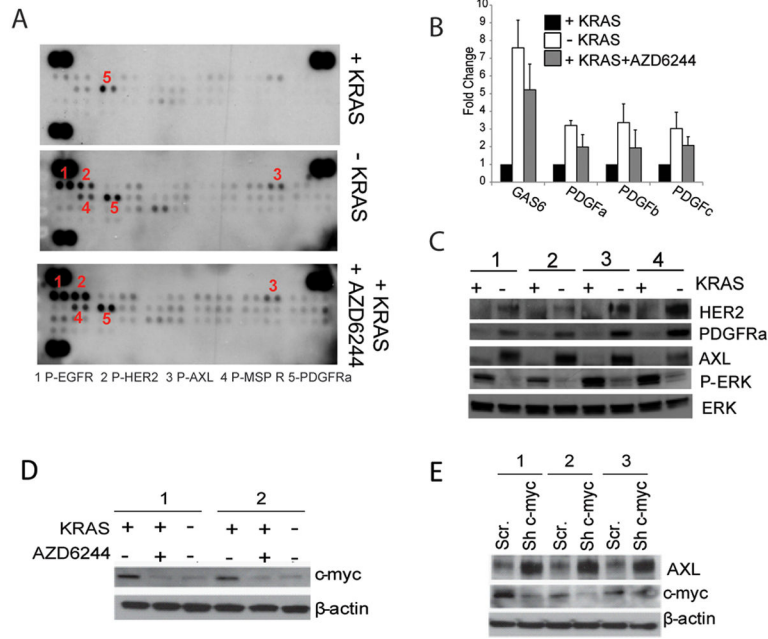 A
5
+ KRAS
1 2 3
4 5
- KRAS
1 2 3
4 5
+ KRAS
+ AZD6244
1 P-EGFR 2 P-HER2 3 P-AXL 4 P-MSP R 5-PDGFRa
B
Fold Change
10
9
8
7
6
5
4
3
2
1
0
+ KRAS
- KRAS
+ KRAS+AZD6244
GAS6 PDGFa PDGFb PDGFc
C
1 2 3 4
KRAS + - + - + - + -
HER2
PDGFRa
AXL
P-ERK
ERK
D
1 2
KRAS + + - + + -
AZD6244 - + - - + -
c-myc
β-actin
E
1 2 3
Scr. Sh c-myc Scr. Sh c-myc Scr. Sh c-myc
AXL
c-myc
β-actin